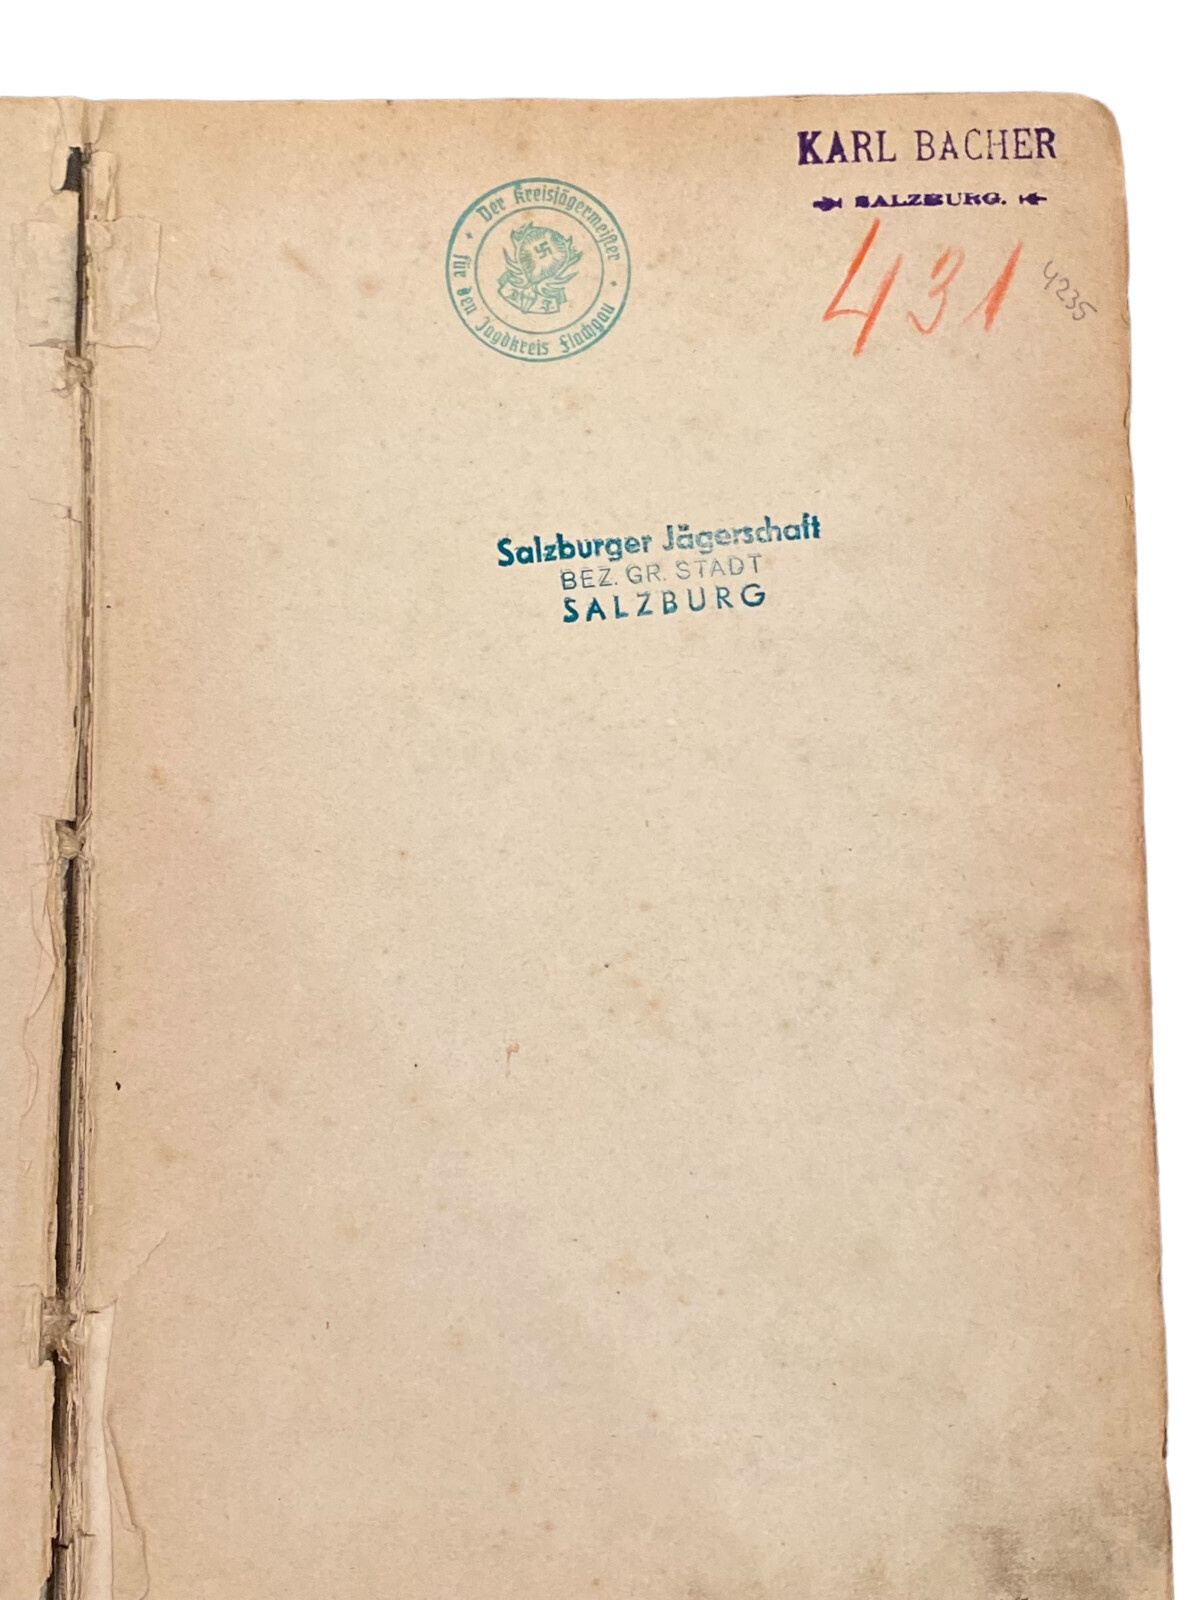 KARL BACHER
SALZBURG.
431
4235
Der Kreisjägermeister
für den Jagdkreis Flachgau
D J
Salzburger Jägerschaft
BEZ. GR. STADT
SALZBURG